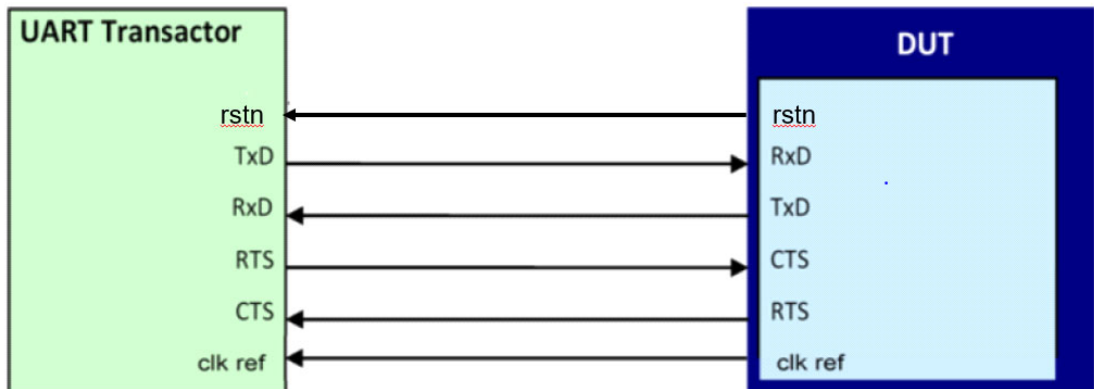 UART Transactor
DUT
rstn
rstn
TxD
RxD
RxD
TxD
RTS
CTS
CTS
RTS
clk ref
clk ref